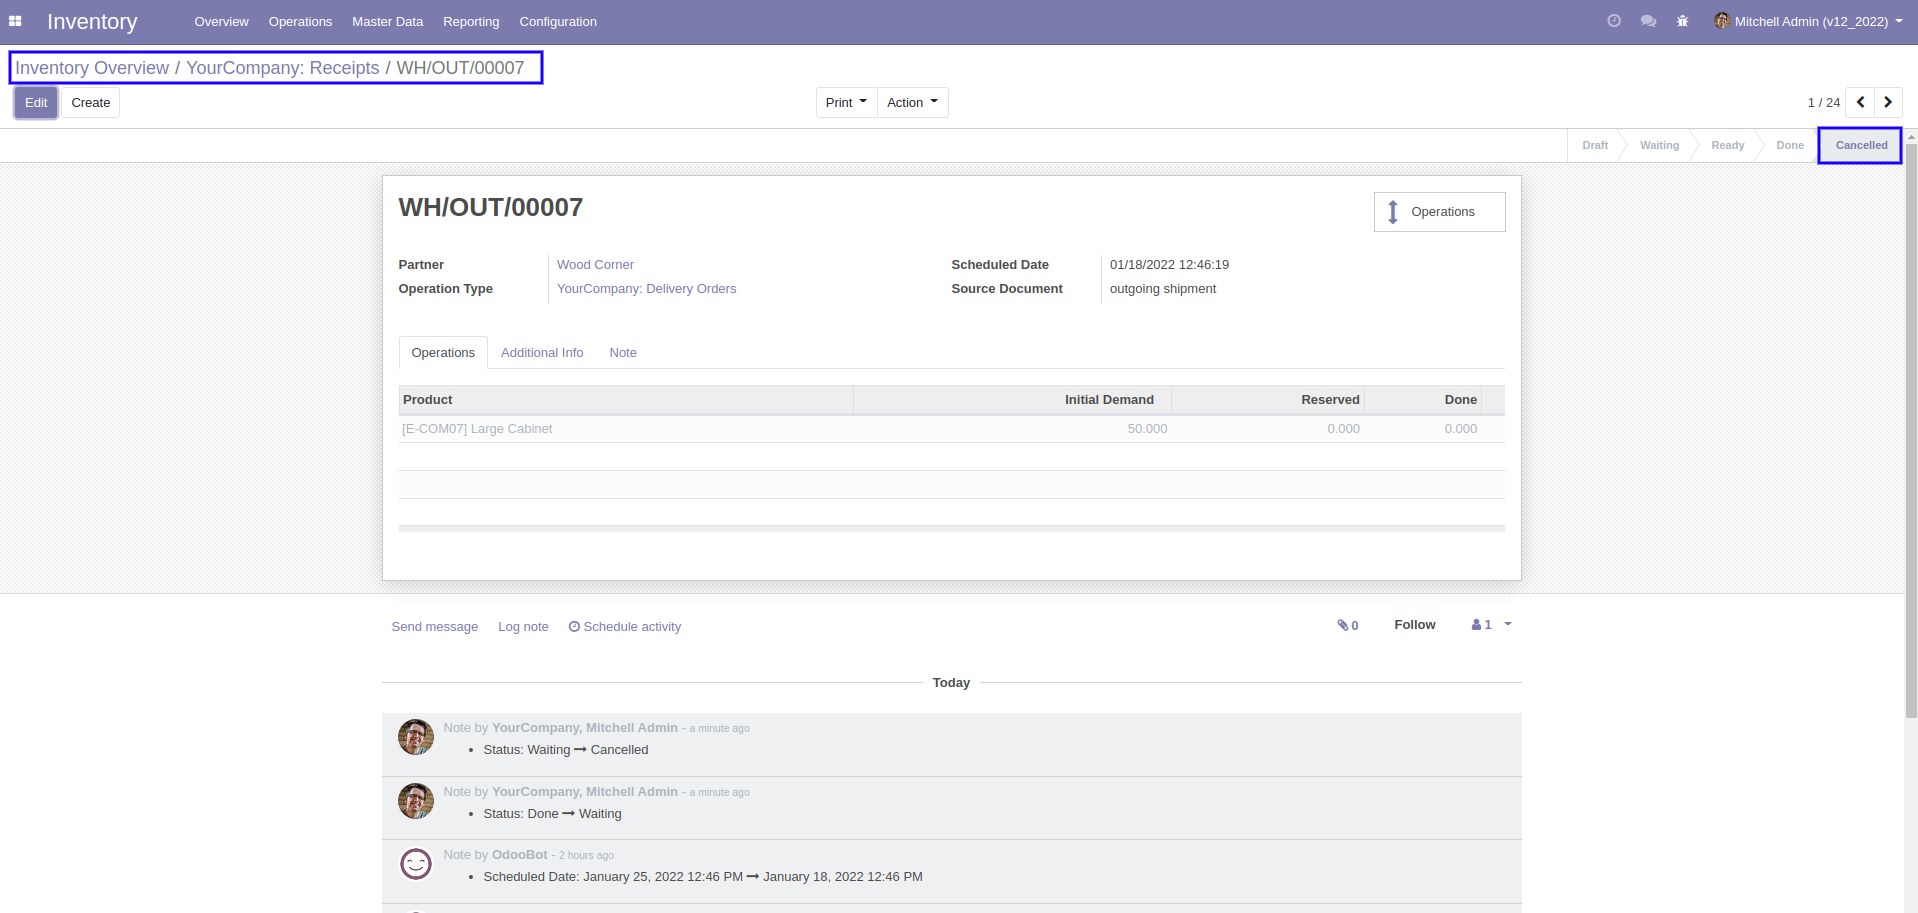 Inventory Overview Operations Master Data Reporting Configuration Mitchell Admin (v12_2022)
Inventory Overview / YourCompany: Receipts / WH/OUT/00007
Edit Create Print Action 1 / 24
Draft Waiting Ready Done Cancelled
WH/OUT/00007 Operations
Partner Wood Corner Scheduled Date 01/18/2022 12:46:19
Operation Type YourCompany: Delivery Orders Source Document outgoing shipment
Operations Additional Info Note
Product Initial Demand Reserved Done
[E-COM07] Large Cabinet 50.000 0.000 0.000
Send message Log note Schedule activity 0 Follow 1
Today
Note by YourCompany, Mitchell Admin - a minute ago
• Status: Waiting → Cancelled
Note by YourCompany, Mitchell Admin - a minute ago
• Status: Done → Waiting
Note by OdooBot - 2 hours ago
• Scheduled Date: January 25, 2022 12:46 PM → January 18, 2022 12:46 PM